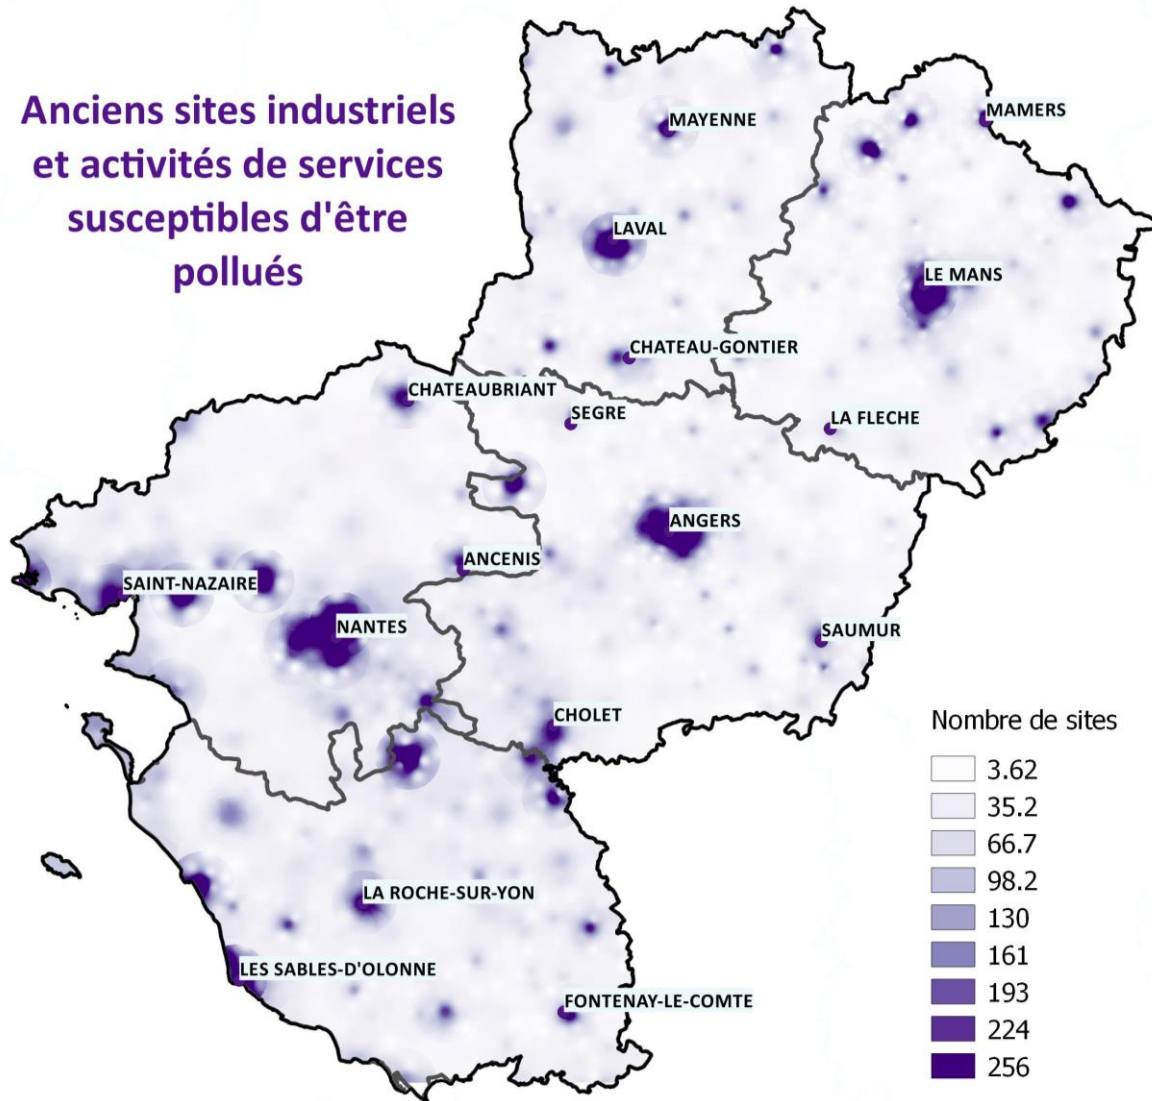 Anciens sites industriels
et activités de services
susceptibles d'être
pollués
MAYENNE
MAMERS
LAVAL
LE MANS
CHATEAU-GONTIER
CHATEAUBRIANT
SEGRE
LA FLECHE
ANGERS
ANCENIS
SAINT-NAZAIRE
NANTES
SAUMUR
CHOLET
LA ROCHE-SUR-YON
LES SABLES-D'OLONNE
FONTENAY-LE-COMTE
Nombre de sites
3.62
35.2
66.7
98.2
130
161
193
224
256